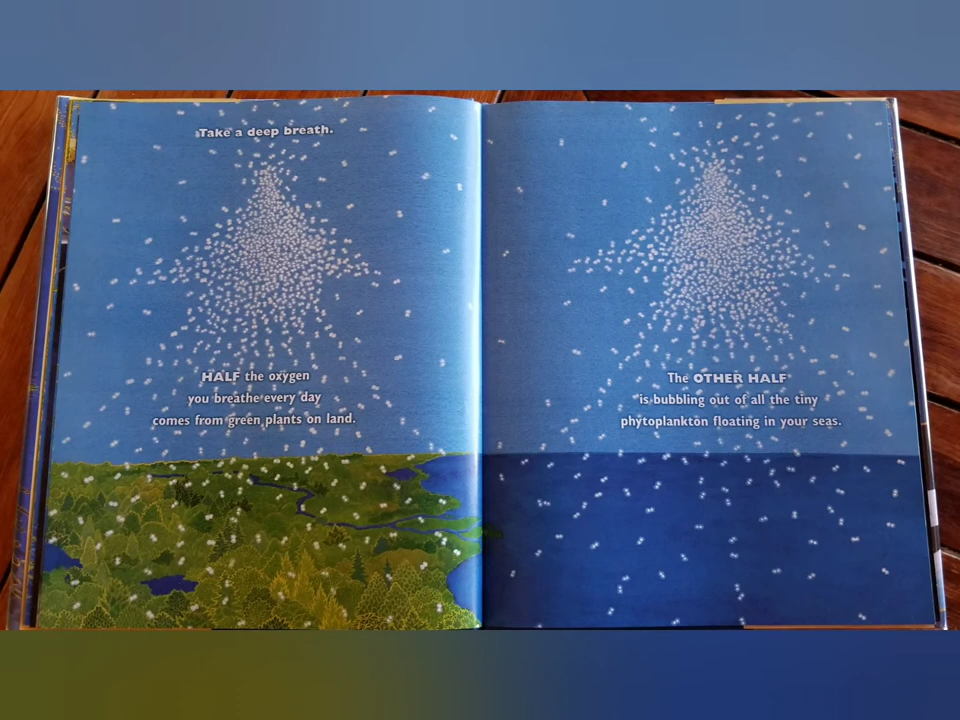 Take a deep breath.
HALF the oxygen
you breathe every day
comes from green plants on land.
The OTHER HALF
is bubbling out of all the tiny
phytoplankton floating in your seas.